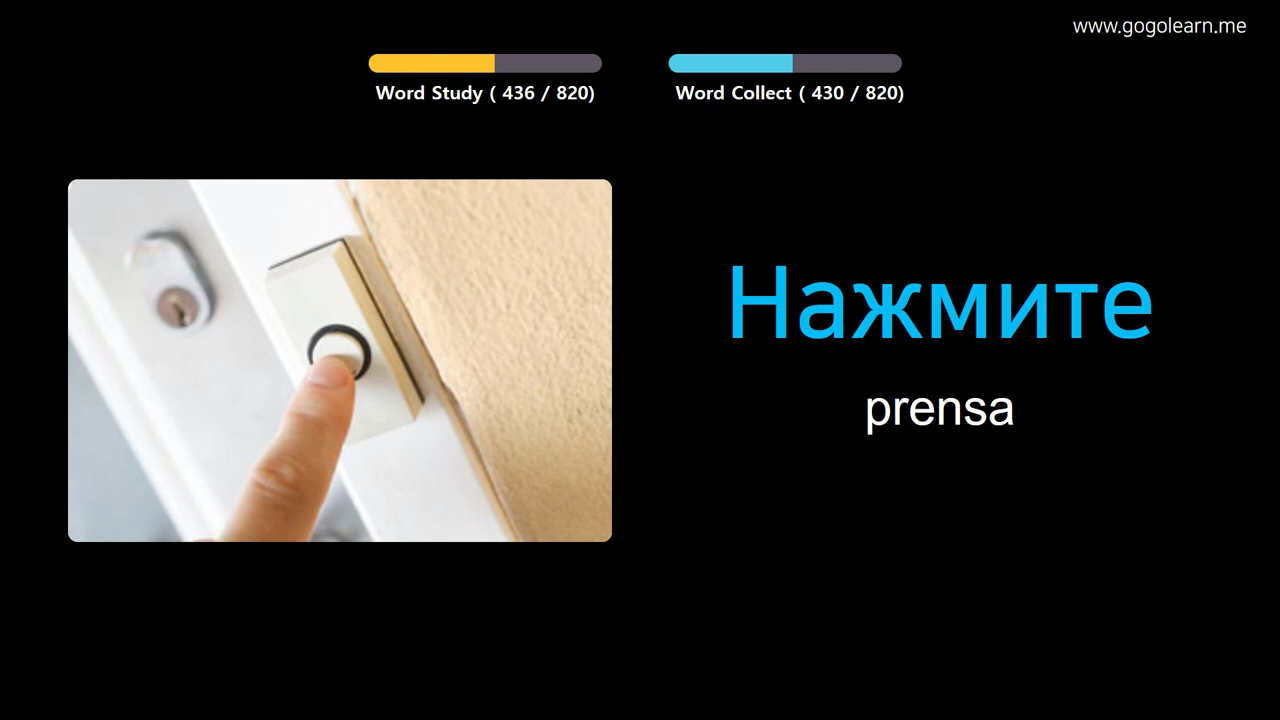 www.gogolearn.me
Word Study ( 436 / 820)
Word Collect ( 430 / 820)
Нажмите
prensa